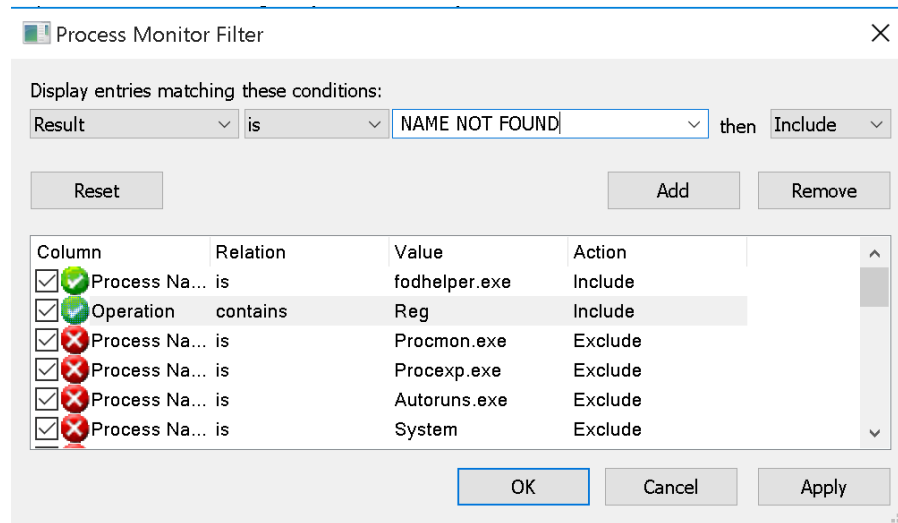 Process Monitor Filter
Display entries matching these conditions:
Result is NAME NOT FOUND then Include
Reset Add Remove
Column Relation Value Action
Process Na... is fodhelper.exe Include
Operation contains Reg Include
Process Na... is Procmon.exe Exclude
Process Na... is Procexp.exe Exclude
Process Na... is Autoruns.exe Exclude
Process Na... is System Exclude
OK Cancel Apply